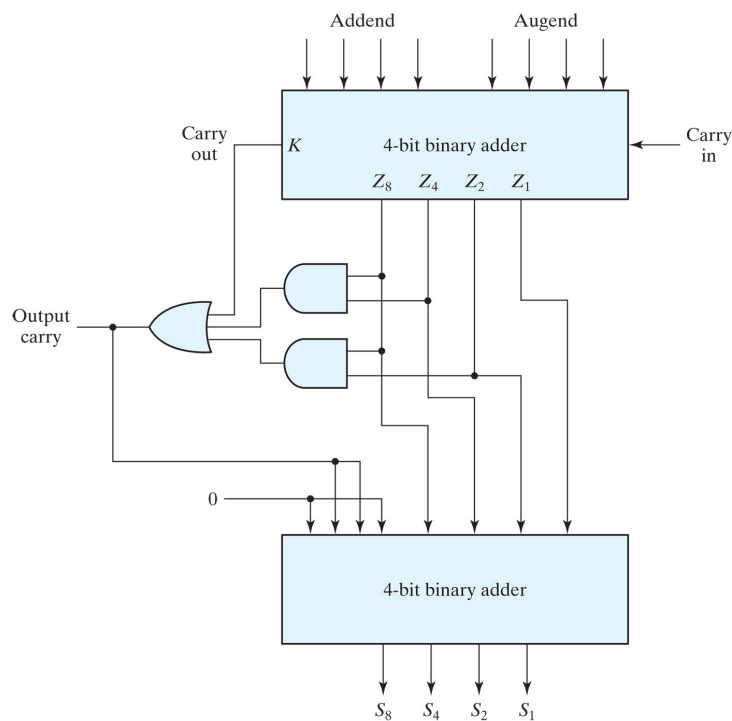 Addend Augend
Carry out
K
4-bit binary adder
Carry in
Z8 Z4 Z2 Z1
Output carry
0
4-bit binary adder
S8 S4 S2 S1